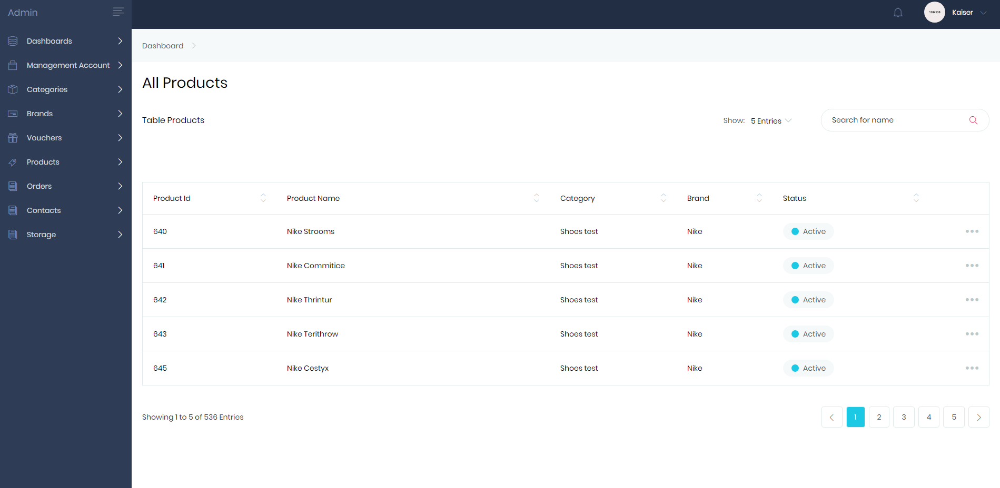 Admin
Kaiser
Dashboards
Management Account
Categories
Brands
Vouchers
Products
Orders
Contacts
Storage
Dashboard
All Products
Table Products
Show: 5 Entries
Search for name
Product Id Product Name Category Brand Status
640 Nike Strooms Shoes test Nike Active
641 Nike Commitice Shoes test Nike Active
642 Nike Thrintur Shoes test Nike Active
643 Nike Terithrow Shoes test Nike Active
645 Nike Cestyx Shoes test Nike Active
Showing 1 to 5 of 536 Entries
1 2 3 4 5